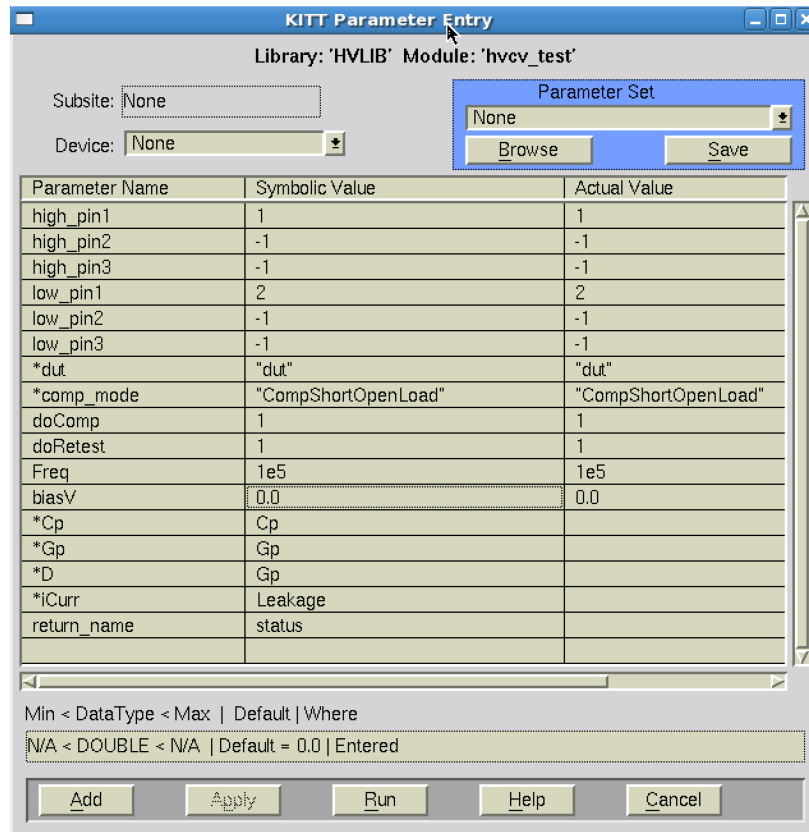 KITT Parameter Entry
Library: 'HVLIB' Module: 'hvcv_test'
Subsite: None
Parameter Set
None
Device: None
Browse Save
Parameter Name Symbolic Value Actual Value
high_pin1 1 1
high_pin2 -1 -1
high_pin3 -1 -1
low_pin1 2 2
low_pin2 -1 -1
low_pin3 -1 -1
*dut "dut" "dut"
*comp_mode "CompShortOpenLoad" "CompShortOpenLoad"
doComp 1 1
doRetest 1 1
Freq 1e5 1e5
biasV 0.0 0.0
*Cp Cp
*Gp Gp
*D Gp
*iCurr Leakage
return_name status
Min < DataType < Max | Default | Where
N/A < DOUBLE < N/A | Default = 0.0 | Entered
Add Apply Run Help Cancel